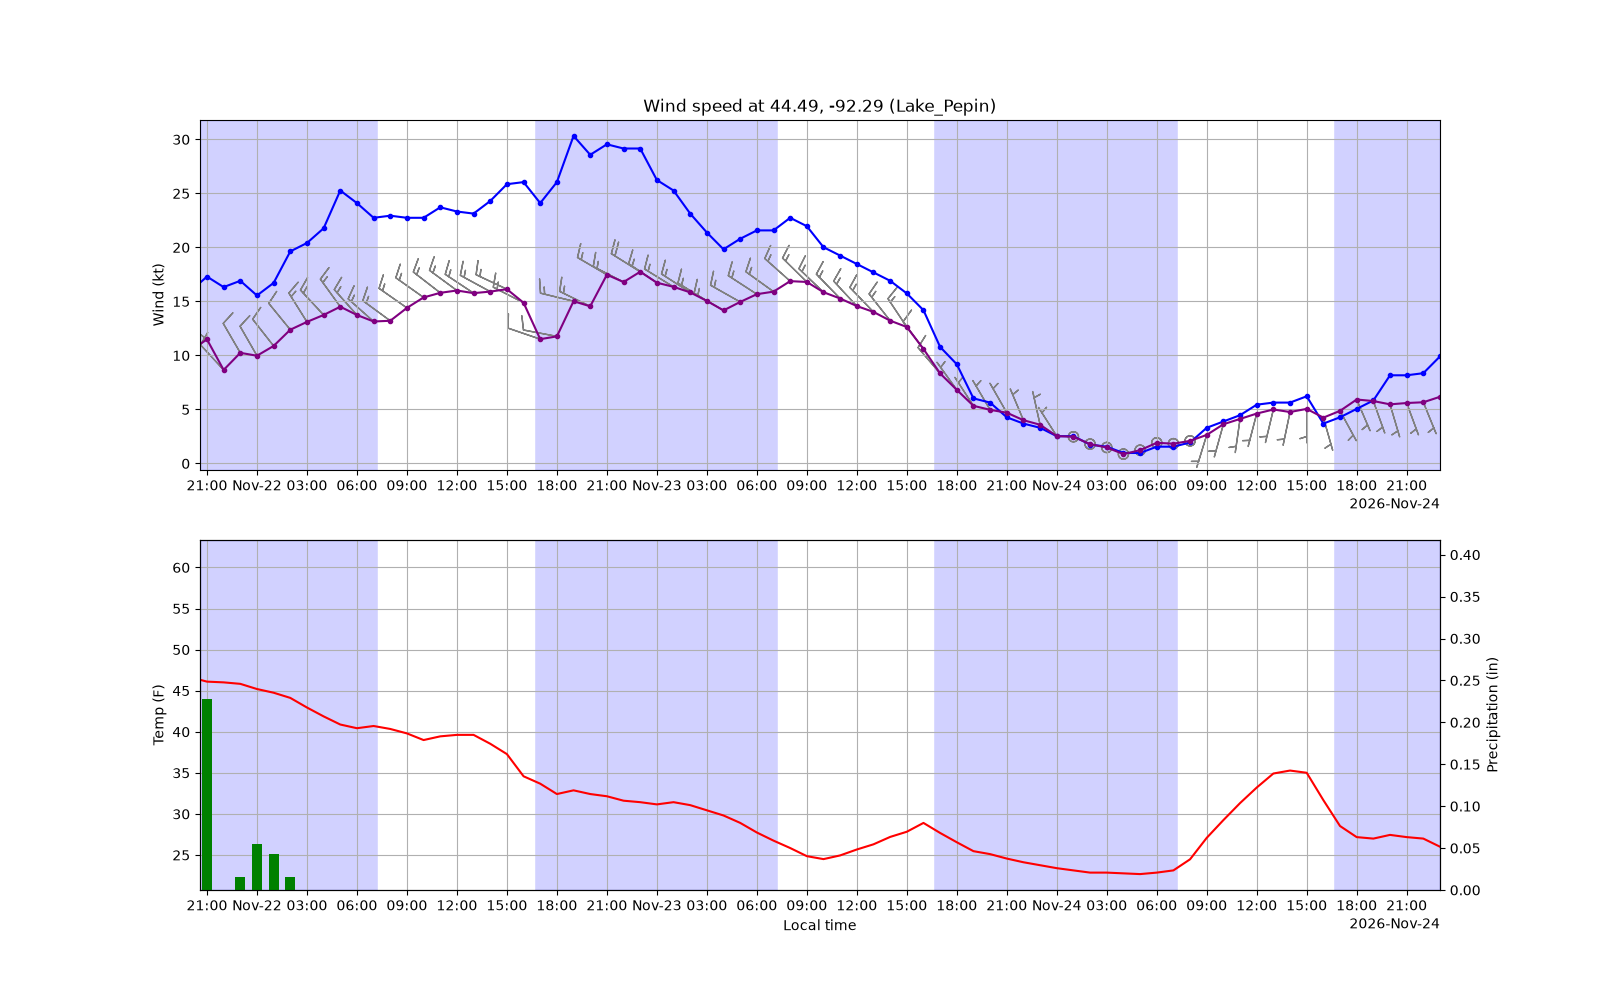 Wind speed at 44.49, -92.29 (Lake_Pepin)
Wind (kt)
30
25
20
15
10
5
0
21:00 Nov-22 03:00 06:00 09:00 12:00 15:00 18:00 21:00 Nov-23 03:00 06:00 09:00 12:00 15:00 18:00 21:00 Nov-24 03:00 06:00 09:00 12:00 15:00 18:00 21:00
2026-Nov-24
Temp (F)
60
55
50
45
40
35
30
25
Precipitation (in)
0.40
0.35
0.30
0.25
0.20
0.15
0.10
0.05
0.00
21:00 Nov-22 03:00 06:00 09:00 12:00 15:00 18:00 21:00 Nov-23 03:00 06:00 09:00 12:00 15:00 18:00 21:00 Nov-24 03:00 06:00 09:00 12:00 15:00 18:00 21:00
Local time
2026-Nov-24